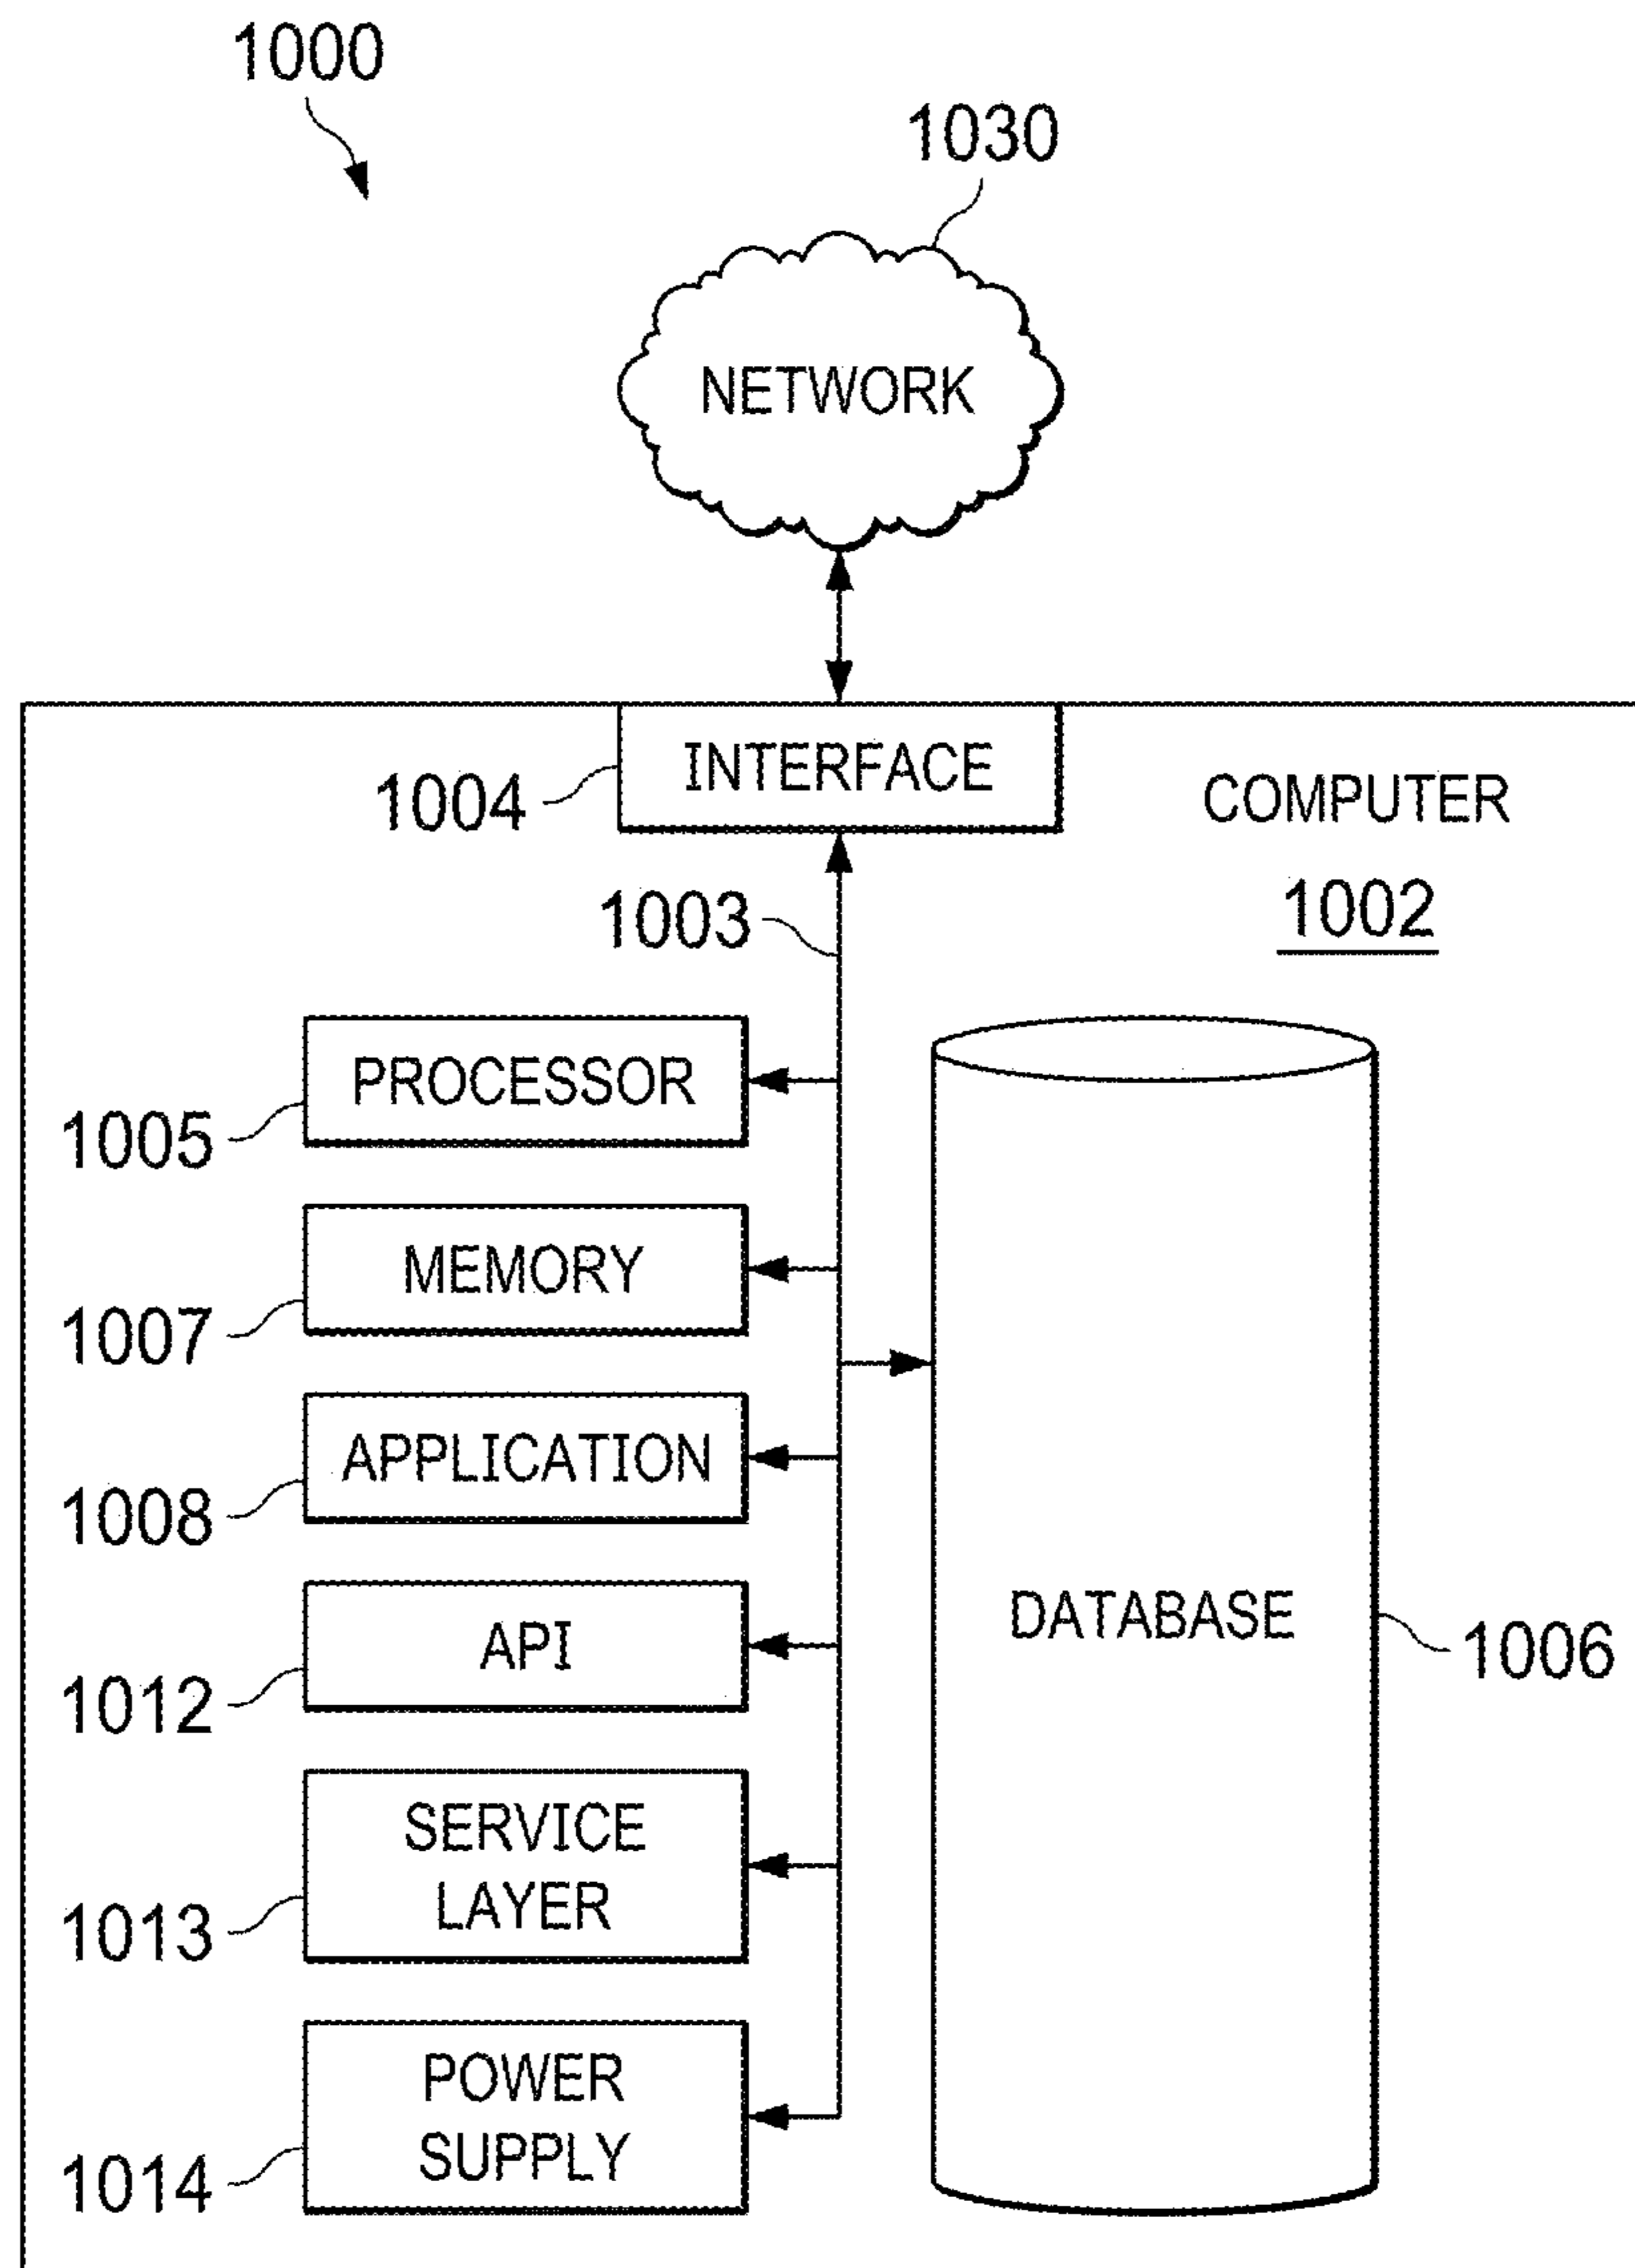 1000
1030
NETWORK
INTERFACE
1004
COMPUTER
1002
1003
PROCESSOR
1005
MEMORY
1007
APPLICATION
1008
API
1012
DATABASE
1006
SERVICE
LAYER
1013
POWER
SUPPLY
1014